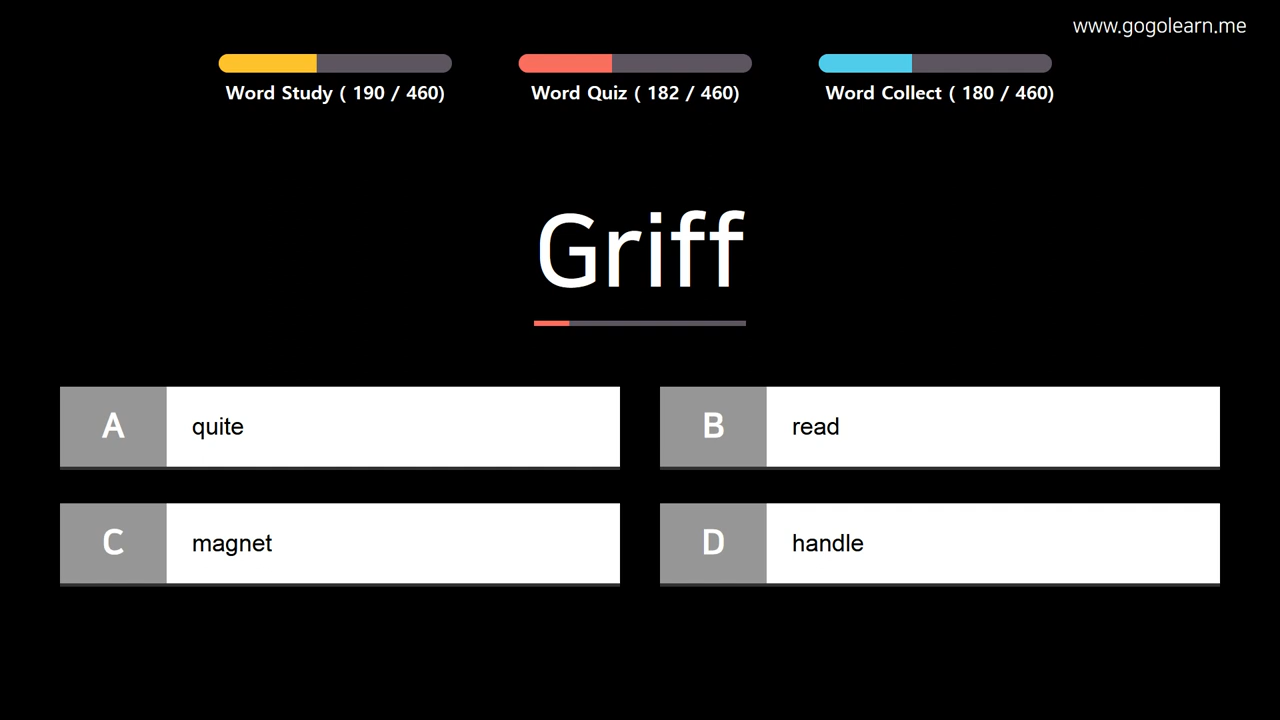 www.gogolearn.me
Word Study ( 190 / 460)
Word Quiz ( 182 / 460)
Word Collect ( 180 / 460)
Griff
A quite
B read
C magnet
D handle